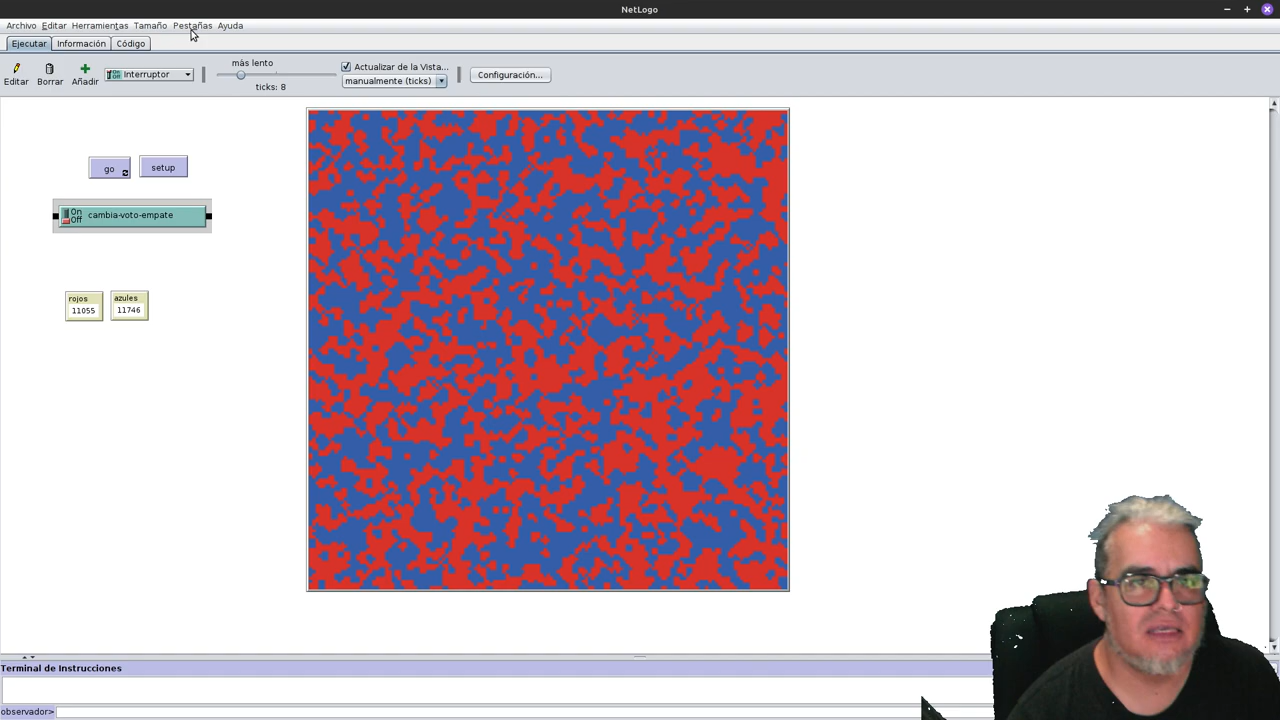 NetLogo
Archivo Editar Herramientas Tamaño Pestañas Ayuda
Ejecutar Información Código
Editar Borrar Añadir Interruptor
más lento
ticks: 8
Actualizar de la Vista...
manualmente (ticks)
Configuración...
go setup
On
Off
cambia-voto-empate
rojos
11055
azules
11746
Terminal de Instrucciones
observador>